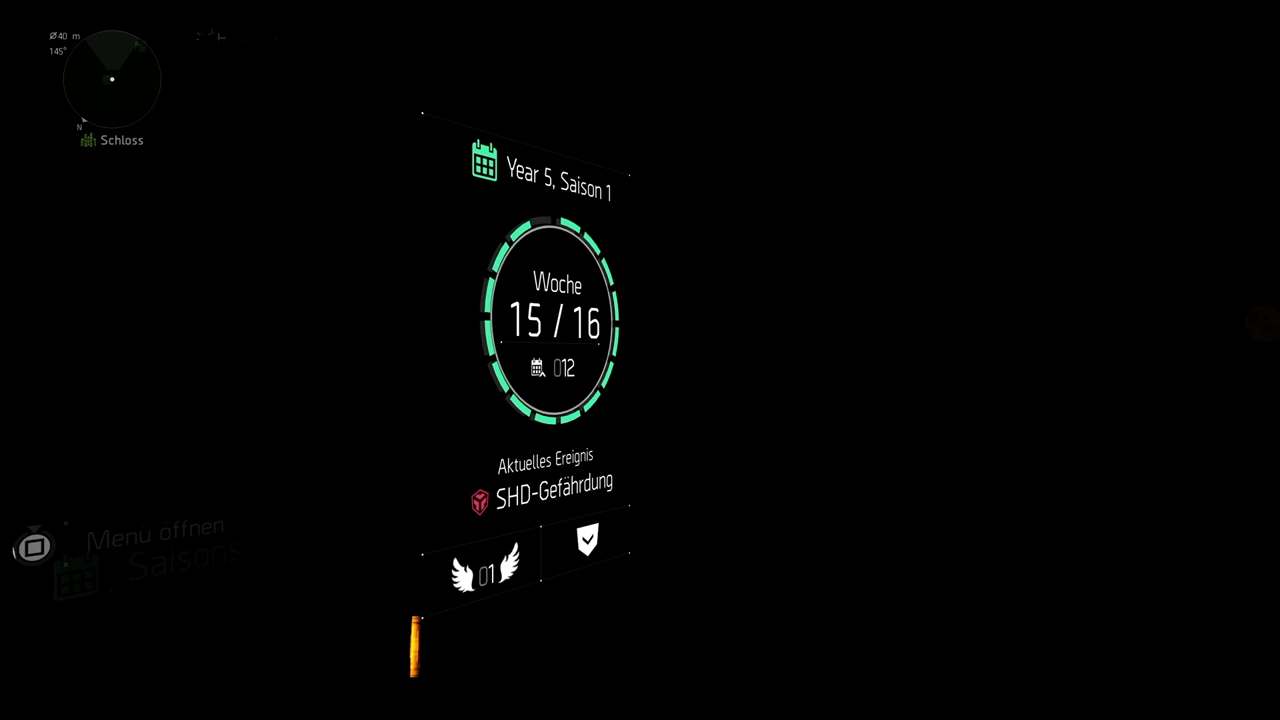 Ø40 m
145°
N
Schloss
Year 5, Saison 1
Woche
15 / 16
012
Aktuelles Ereignis
SHD-Gefährdung
Menü öffnen
Saisons
01